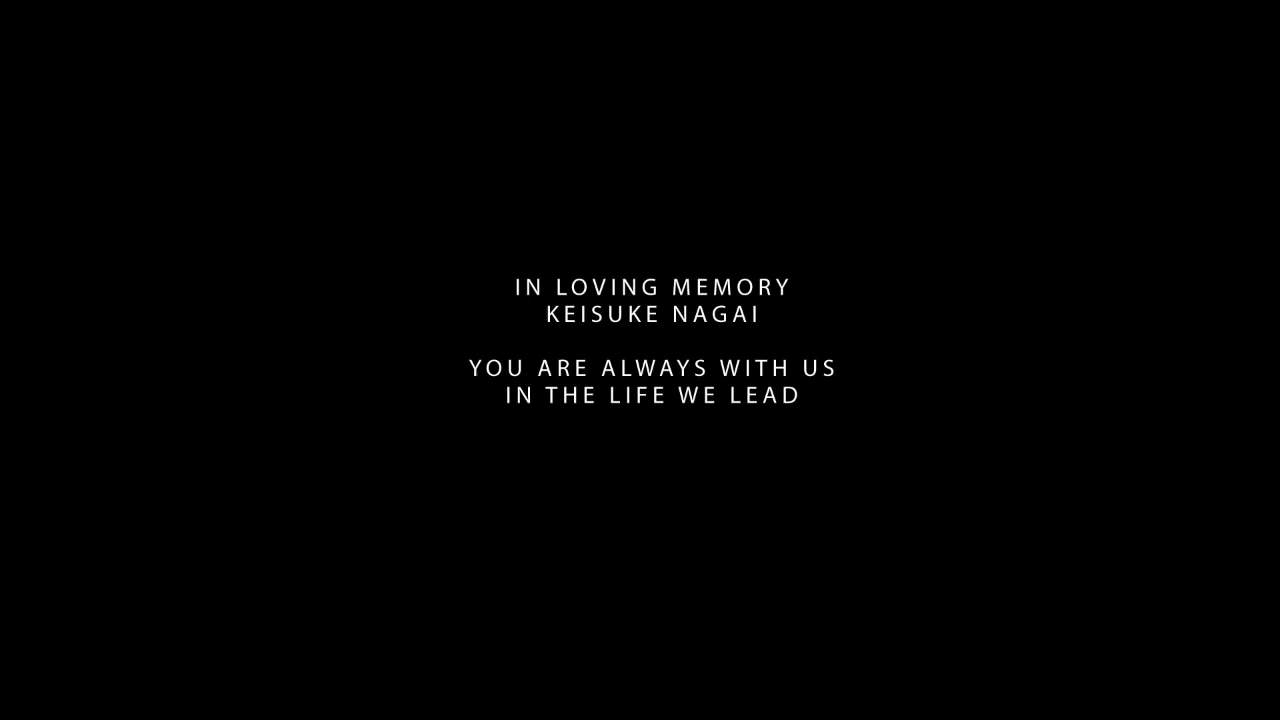 IN LOVING MEMORY
KEISUKE NAGAI
YOU ARE ALWAYS WITH US
IN THE LIFE WE LEAD